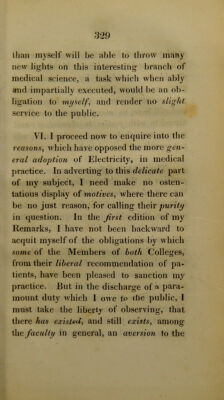 329
than myself will be able to throw many
new lights on this interesting branch of
medical science, a task which when ably
and impartially executed, would be an ob-
ligation to myself, and render no slight
service to the public.
VI. I proceed now to enquire into the
reasons, which have opposed the more gen-
eral adoption of Electricity, in medical
practice. In adverting to this delicate part
of my subject, I need make no osten-
tatious display of motives, where there can
be no just reason, for calling their purity
in question. In the first edition of my
Remarks, I have not been backward to
acquit myself of the obligations by which
some of the Members of both Colleges,
from their liberal recommendation of pa-
tients, have been pleased to sanction my
practice. But in the discharge of a para-
mount duty which I owe to the public, I
must take the liberty of observing, that
there has existed, and still exists, among
the faculty in general, an aversion to the